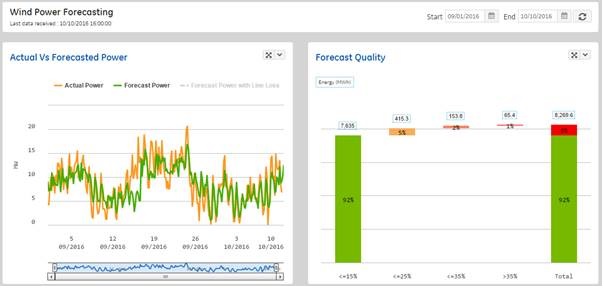 Wind Power Forecasting
Last data received : 10/10/2016 16:00:00
Start 09/01/2016 End 10/10/2016
Actual Vs Forecasted Power
Actual Power Forecast Power Forecast Power with Line Loss
MW
20
15
10
5
0
5 12 19 26 3 10
09/2016 09/2016 09/2016 09/2016 10/2016 10/2016
Forecast Quality
Energy (MWh)
7,635 415.3 153.8 65.4 8,269.6
5% 2% 1%
92% 92%
<=15% <=25% <=35% >35% Total